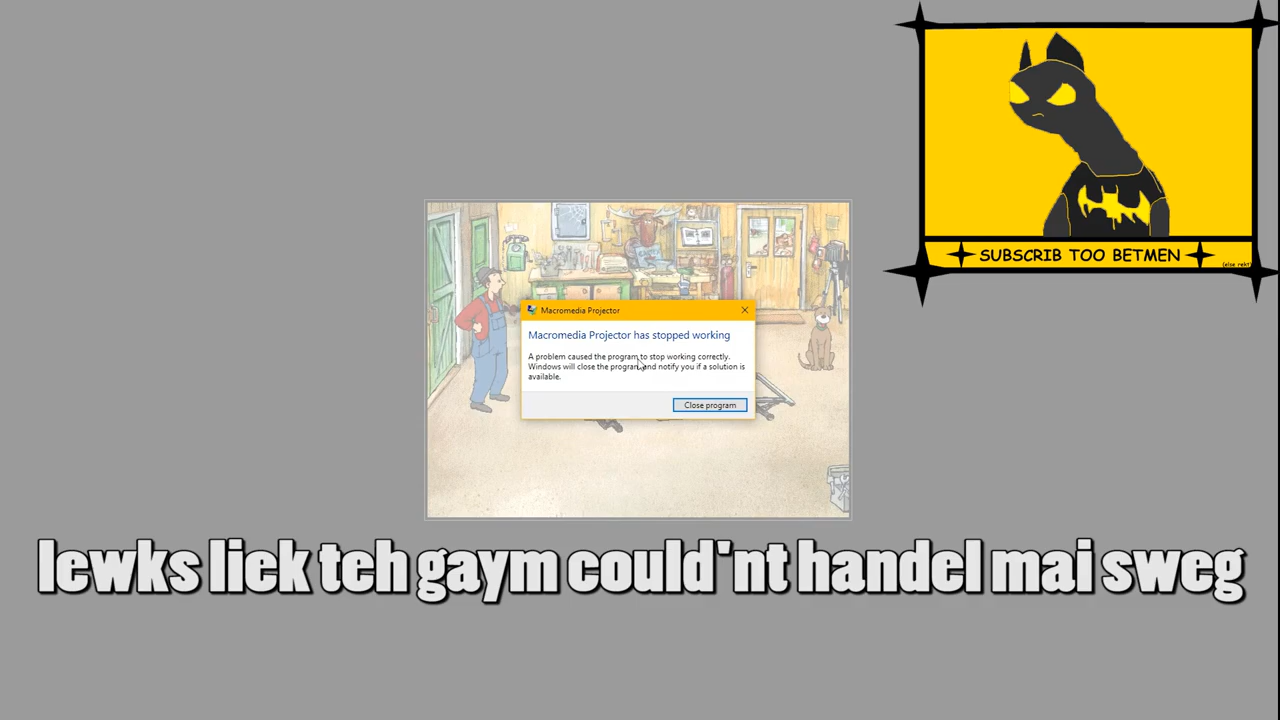 SUBSCRIB TOO BETMEN
(else rekt)
Macromedia Projector
Macromedia Projector has stopped working
A problem caused the program to stop working correctly.
Windows will close the program and notify you if a solution is
available.
Close program
lewks liek teh gaym could'nt handel mai sweg